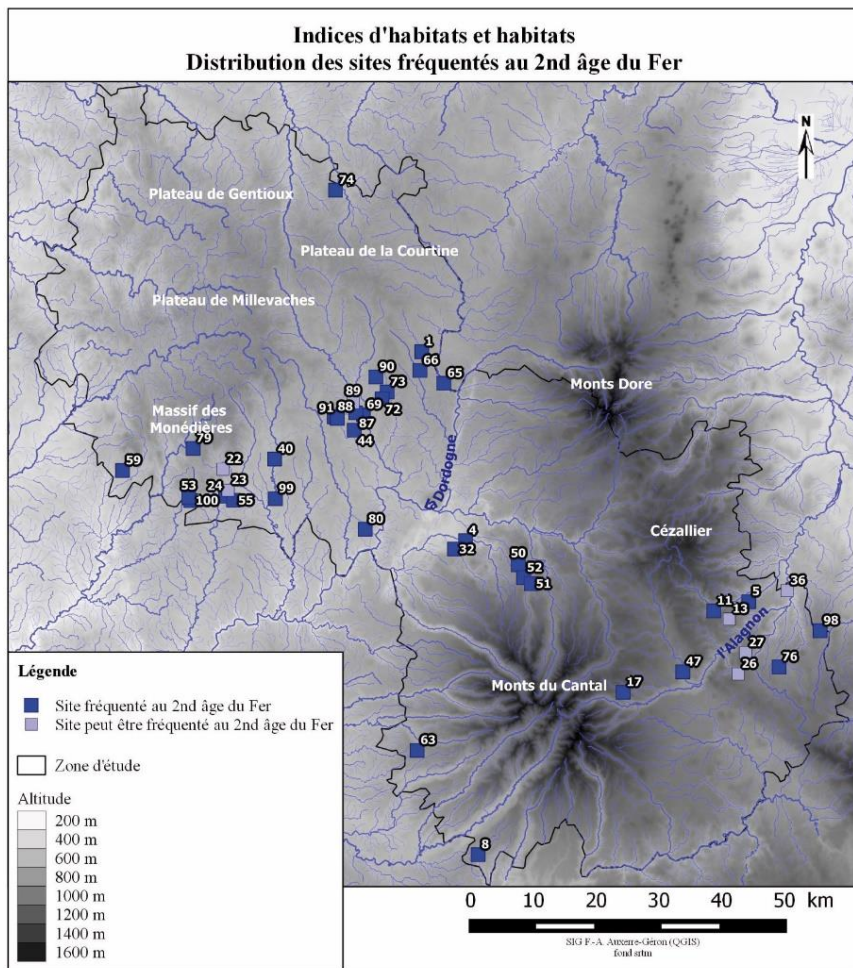 Indices d'habitats et habitats
Distribution des sites fréquentés au 2nd âge du Fer
N
74
Plateau de Gentioux
Plateau de la Courtine
Plateau de Millevaches
1
66
90
65
73
Monts Dore
89
69
72
91
88
87
44
Massif des
Monédières
79
22
40
59
23
53
24
99
100
55
Dordogne
80
4
32
Cézallier
50
52
51
36
5
11
13
98
l'Alagnon
27
47
26
76
Monts du Cantal
17
63
8
Légende
Site fréquenté au 2nd âge du Fer
Site peut être fréquenté au 2nd âge du Fer
Zone d'étude
Altitude
200 m
400 m
600 m
800 m
1000 m
1200 m
1400 m
1600 m
0 10 20 30 40 50 km
SIG F.-A. Auxerre-Géron (QGIS)
fond srtm